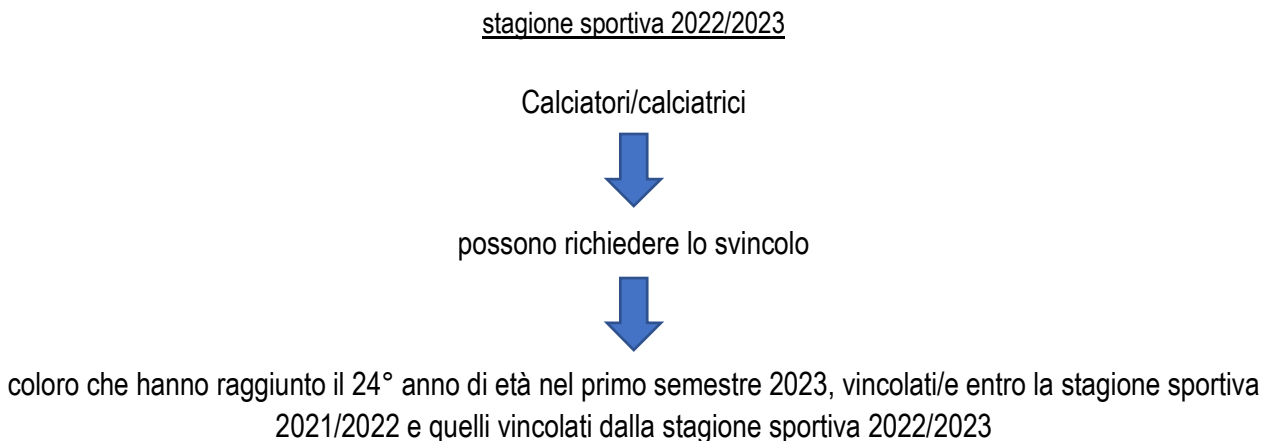 stagione sportiva 2022/2023
Calciatori/calciatrici
possono richiedere lo svincolo
coloro che hanno raggiunto il 24° anno di età nel primo semestre 2023, vincolati/e entro la stagione sportiva
2021/2022 e quelli vincolati dalla stagione sportiva 2022/2023